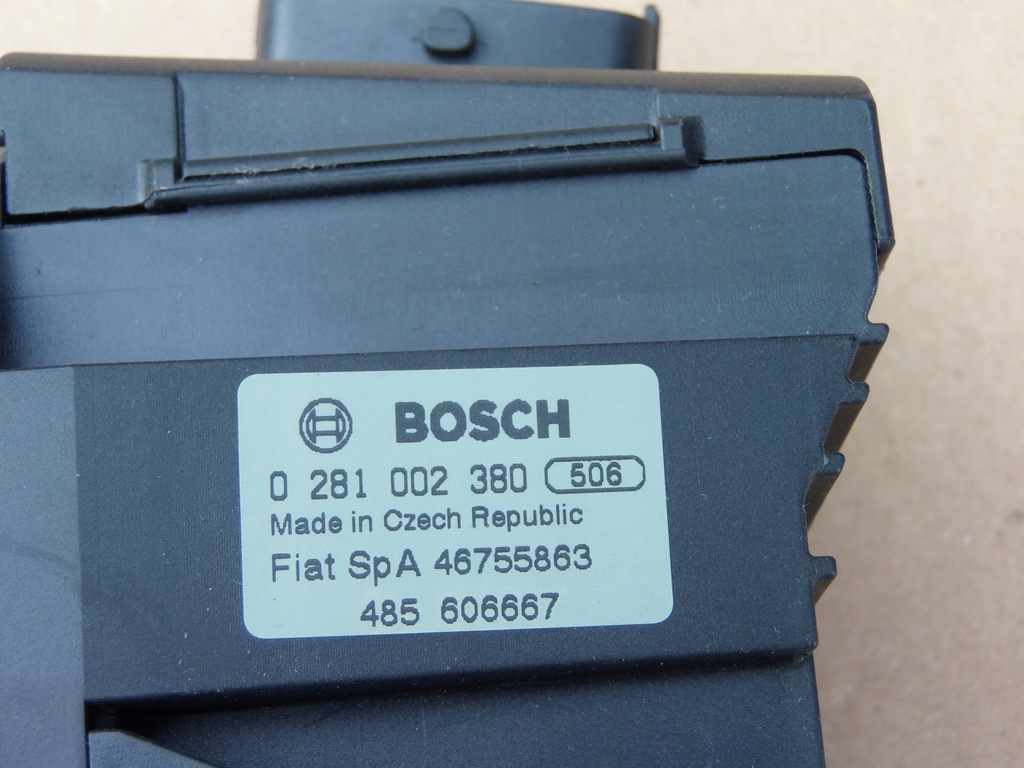 BOSCH
0 281 002 380 506
Made in Czech Republic
Fiat SpA 46755863
485 606667